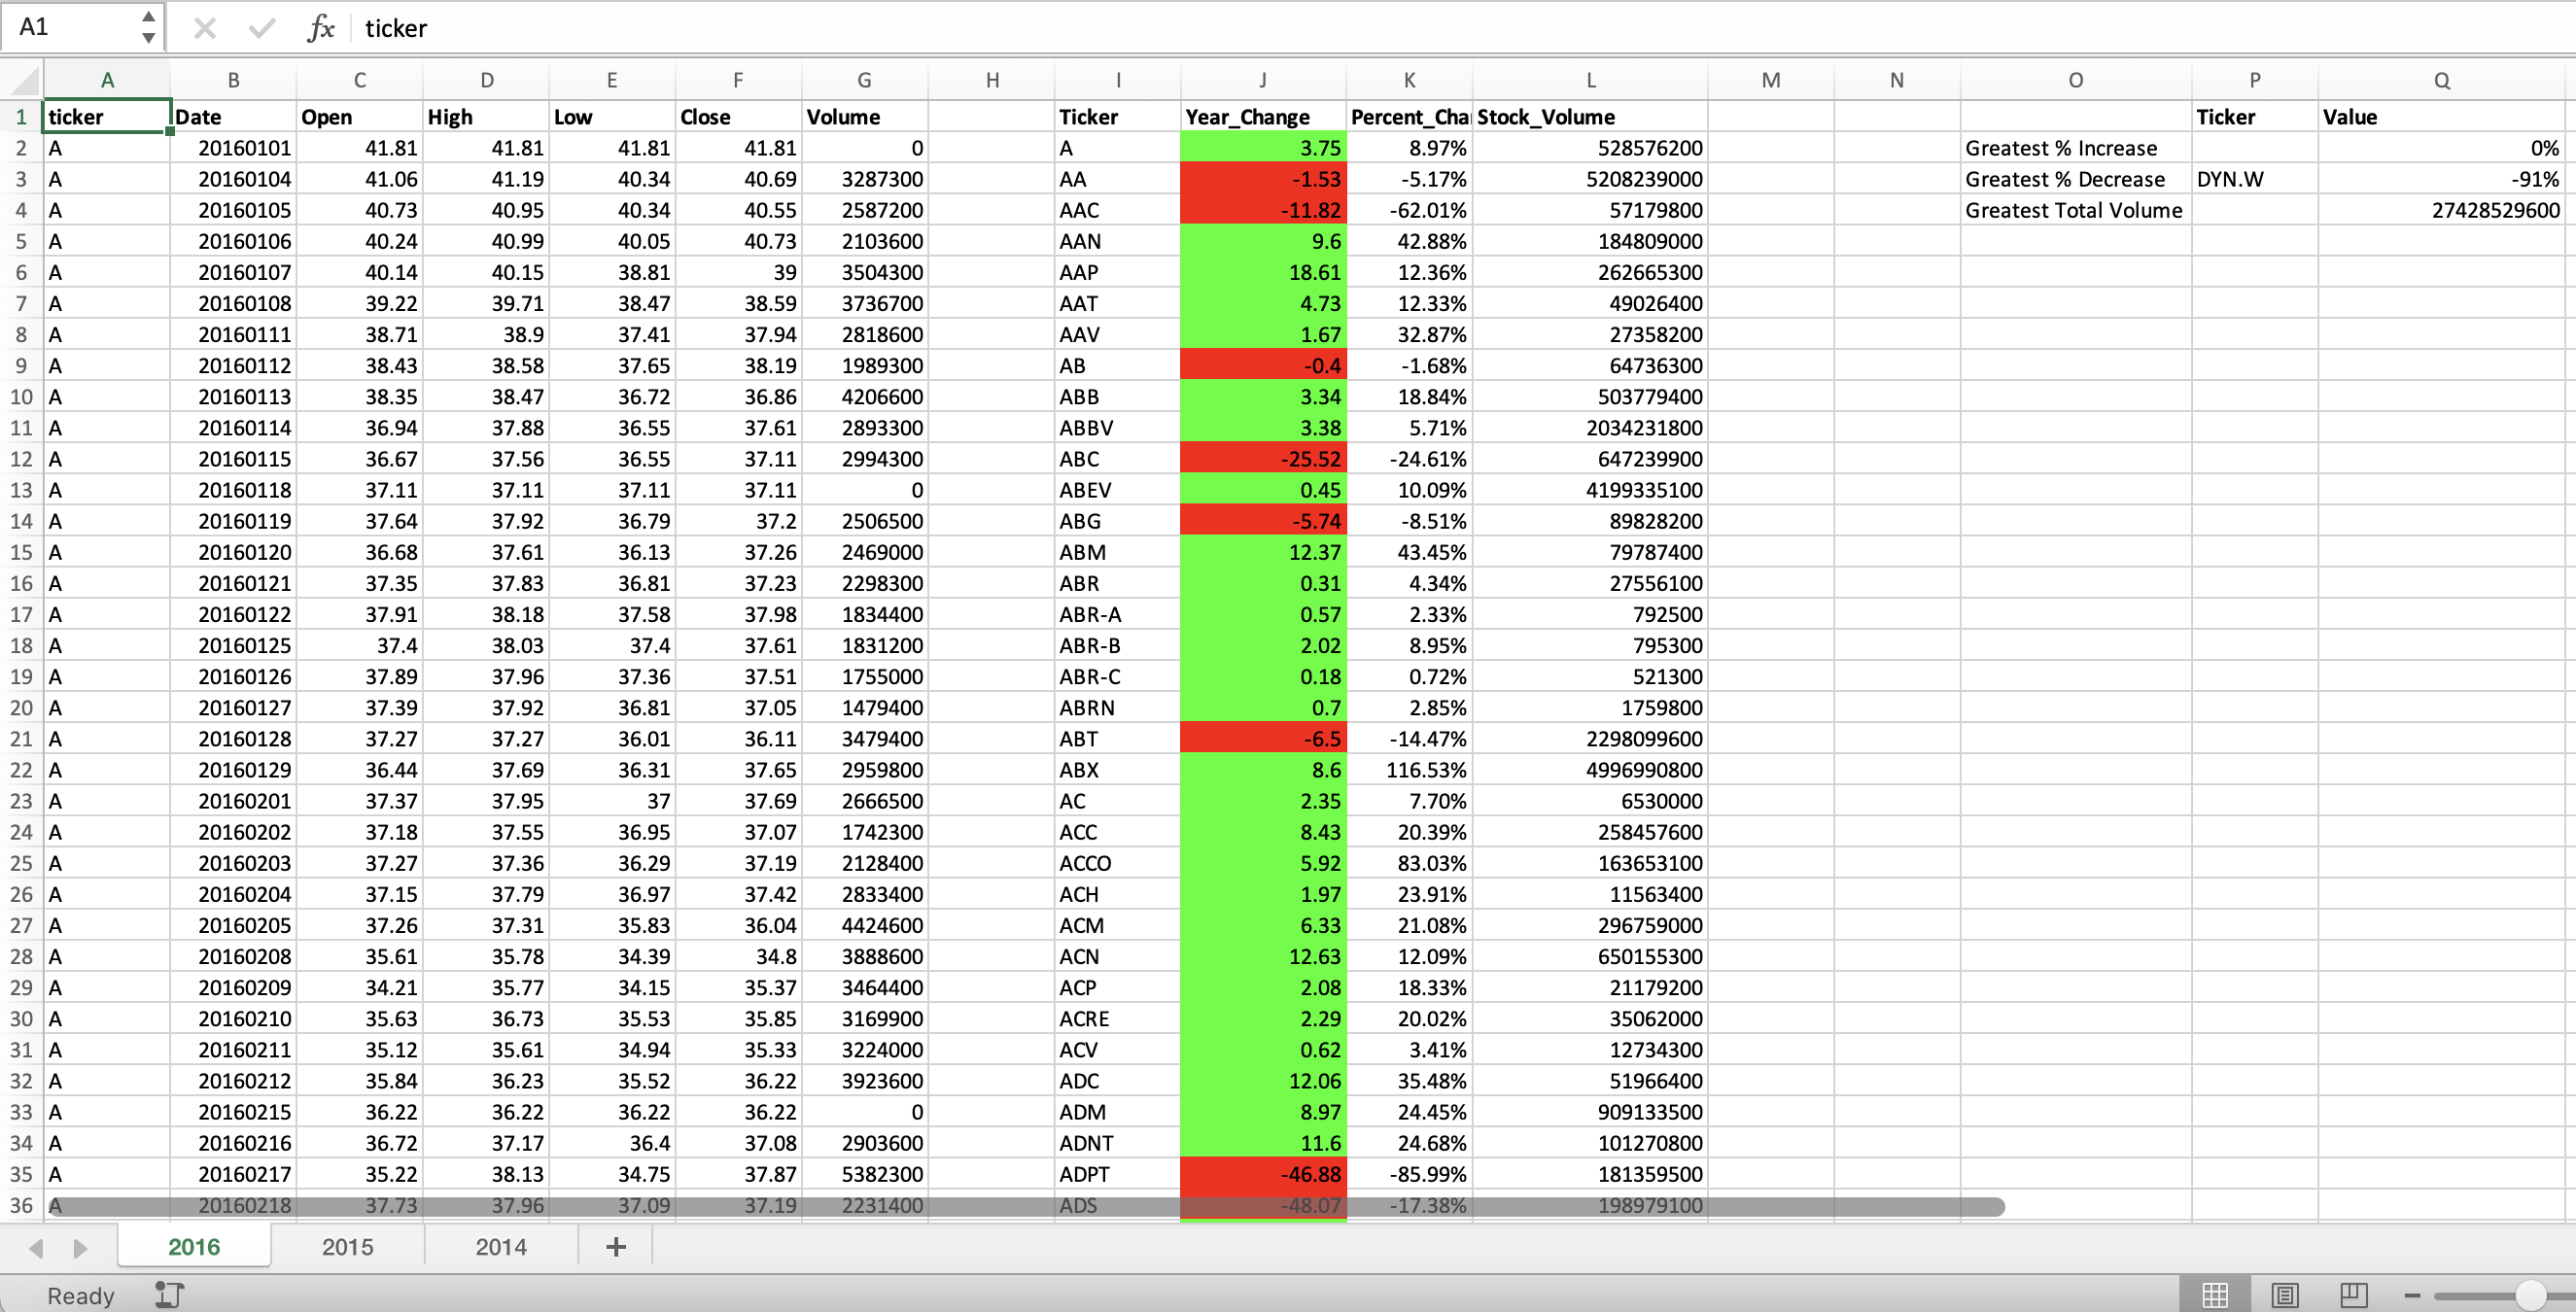 A1 fx ticker
A B C D E F G H I J K L M N O P Q
1 ticker Date Open High Low Close Volume Ticker Year_Change Percent_Cha Stock_Volume Ticker Value
2 A 20160101 41.81 41.81 41.81 41.81 0 A 3.75 8.97% 528576200 Greatest % Increase 0%
3 A 20160104 41.06 41.19 40.34 40.69 3287300 AA -1.53 -5.17% 5208239000 Greatest % Decrease DYN.W -91%
4 A 20160105 40.73 40.95 40.34 40.55 2587200 AAC -11.82 -62.01% 57179800 Greatest Total Volume 27428529600
5 A 20160106 40.24 40.99 40.05 40.73 2103600 AAN 9.6 42.88% 184809000
6 A 20160107 40.14 40.15 38.81 39 3504300 AAP 18.61 12.36% 262665300
7 A 20160108 39.22 39.71 38.47 38.59 3736700 AAT 4.73 12.33% 49026400
8 A 20160111 38.71 38.9 37.41 37.94 2818600 AAV 1.67 32.87% 27358200
9 A 20160112 38.43 38.58 37.65 38.19 1989300 AB -0.4 -1.68% 64736300
10 A 20160113 38.35 38.47 36.72 36.86 4206600 ABB 3.34 18.84% 503779400
11 A 20160114 36.94 37.88 36.55 37.61 2893300 ABBV 3.38 5.71% 2034231800
12 A 20160115 36.67 37.56 36.55 37.11 2994300 ABC -25.52 -24.61% 647239900
13 A 20160118 37.11 37.11 37.11 37.11 0 ABEV 0.45 10.09% 4199335100
14 A 20160119 37.64 37.92 36.79 37.2 2506500 ABG -5.74 -8.51% 89828200
15 A 20160120 36.68 37.61 36.13 37.26 2469000 ABM 12.37 43.45% 79787400
16 A 20160121 37.35 37.83 36.81 37.23 2298300 ABR 0.31 4.34% 27556100
17 A 20160122 37.91 38.18 37.58 37.98 1834400 ABR-A 0.57 2.33% 792500
18 A 20160125 37.4 38.03 37.4 37.61 1831200 ABR-B 2.02 8.95% 795300
19 A 20160126 37.89 37.96 37.36 37.51 1755000 ABR-C 0.18 0.72% 521300
20 A 20160127 37.39 37.92 36.81 37.05 1479400 ABRN 0.7 2.85% 1759800
21 A 20160128 37.27 37.27 36.01 36.11 3479400 ABT -6.5 -14.47% 2298099600
22 A 20160129 36.44 37.69 36.31 37.65 2959800 ABX 8.6 116.53% 4996990800
23 A 20160201 37.37 37.95 37 37.69 2666500 AC 2.35 7.70% 6530000
24 A 20160202 37.18 37.55 36.95 37.07 1742300 ACC 8.43 20.39% 258457600
25 A 20160203 37.27 37.36 36.29 37.19 2128400 ACCO 5.92 83.03% 163653100
26 A 20160204 37.15 37.79 36.97 37.42 2833400 ACH 1.97 23.91% 11563400
27 A 20160205 37.26 37.31 35.83 36.04 4424600 ACM 6.33 21.08% 296759000
28 A 20160208 35.61 35.78 34.39 34.8 3888600 ACN 12.63 12.09% 650155300
29 A 20160209 34.21 35.77 34.15 35.37 3464400 ACP 2.08 18.33% 21179200
30 A 20160210 35.63 36.73 35.53 35.85 3169900 ACRE 2.29 20.02% 35062000
31 A 20160211 35.12 35.61 34.94 35.33 3224000 ACV 0.62 3.41% 12734300
32 A 20160212 35.84 36.23 35.52 36.22 3923600 ADC 12.06 35.48% 51966400
33 A 20160215 36.22 36.22 36.22 36.22 0 ADM 8.97 24.45% 909133500
34 A 20160216 36.72 37.17 36.4 37.08 2903600 ADNT 11.6 24.68% 101270800
35 A 20160217 35.22 38.13 34.75 37.87 5382300 ADPT -46.88 -85.99% 181359500
36 A 20160218 37.73 37.96 37.09 37.19 2231400 ADS -48.07 -17.38% 198979100
2016 2015 2014 +
Ready